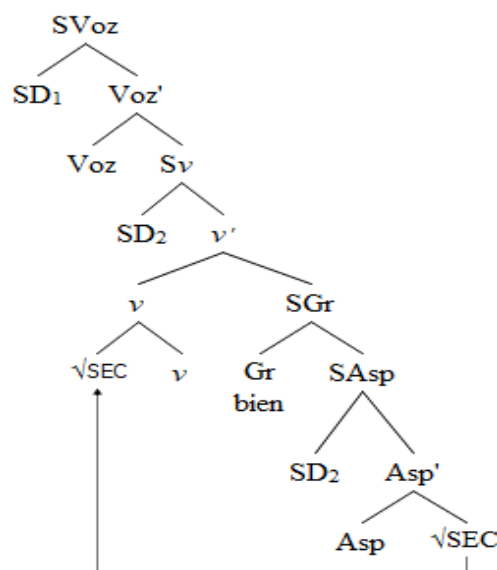 SVoz
SD₁ Voz'
Voz Sv
SD₂ v'
v SGr
√SEC v Gr SAsp
bien
SD₂ Asp'
Asp √SEC